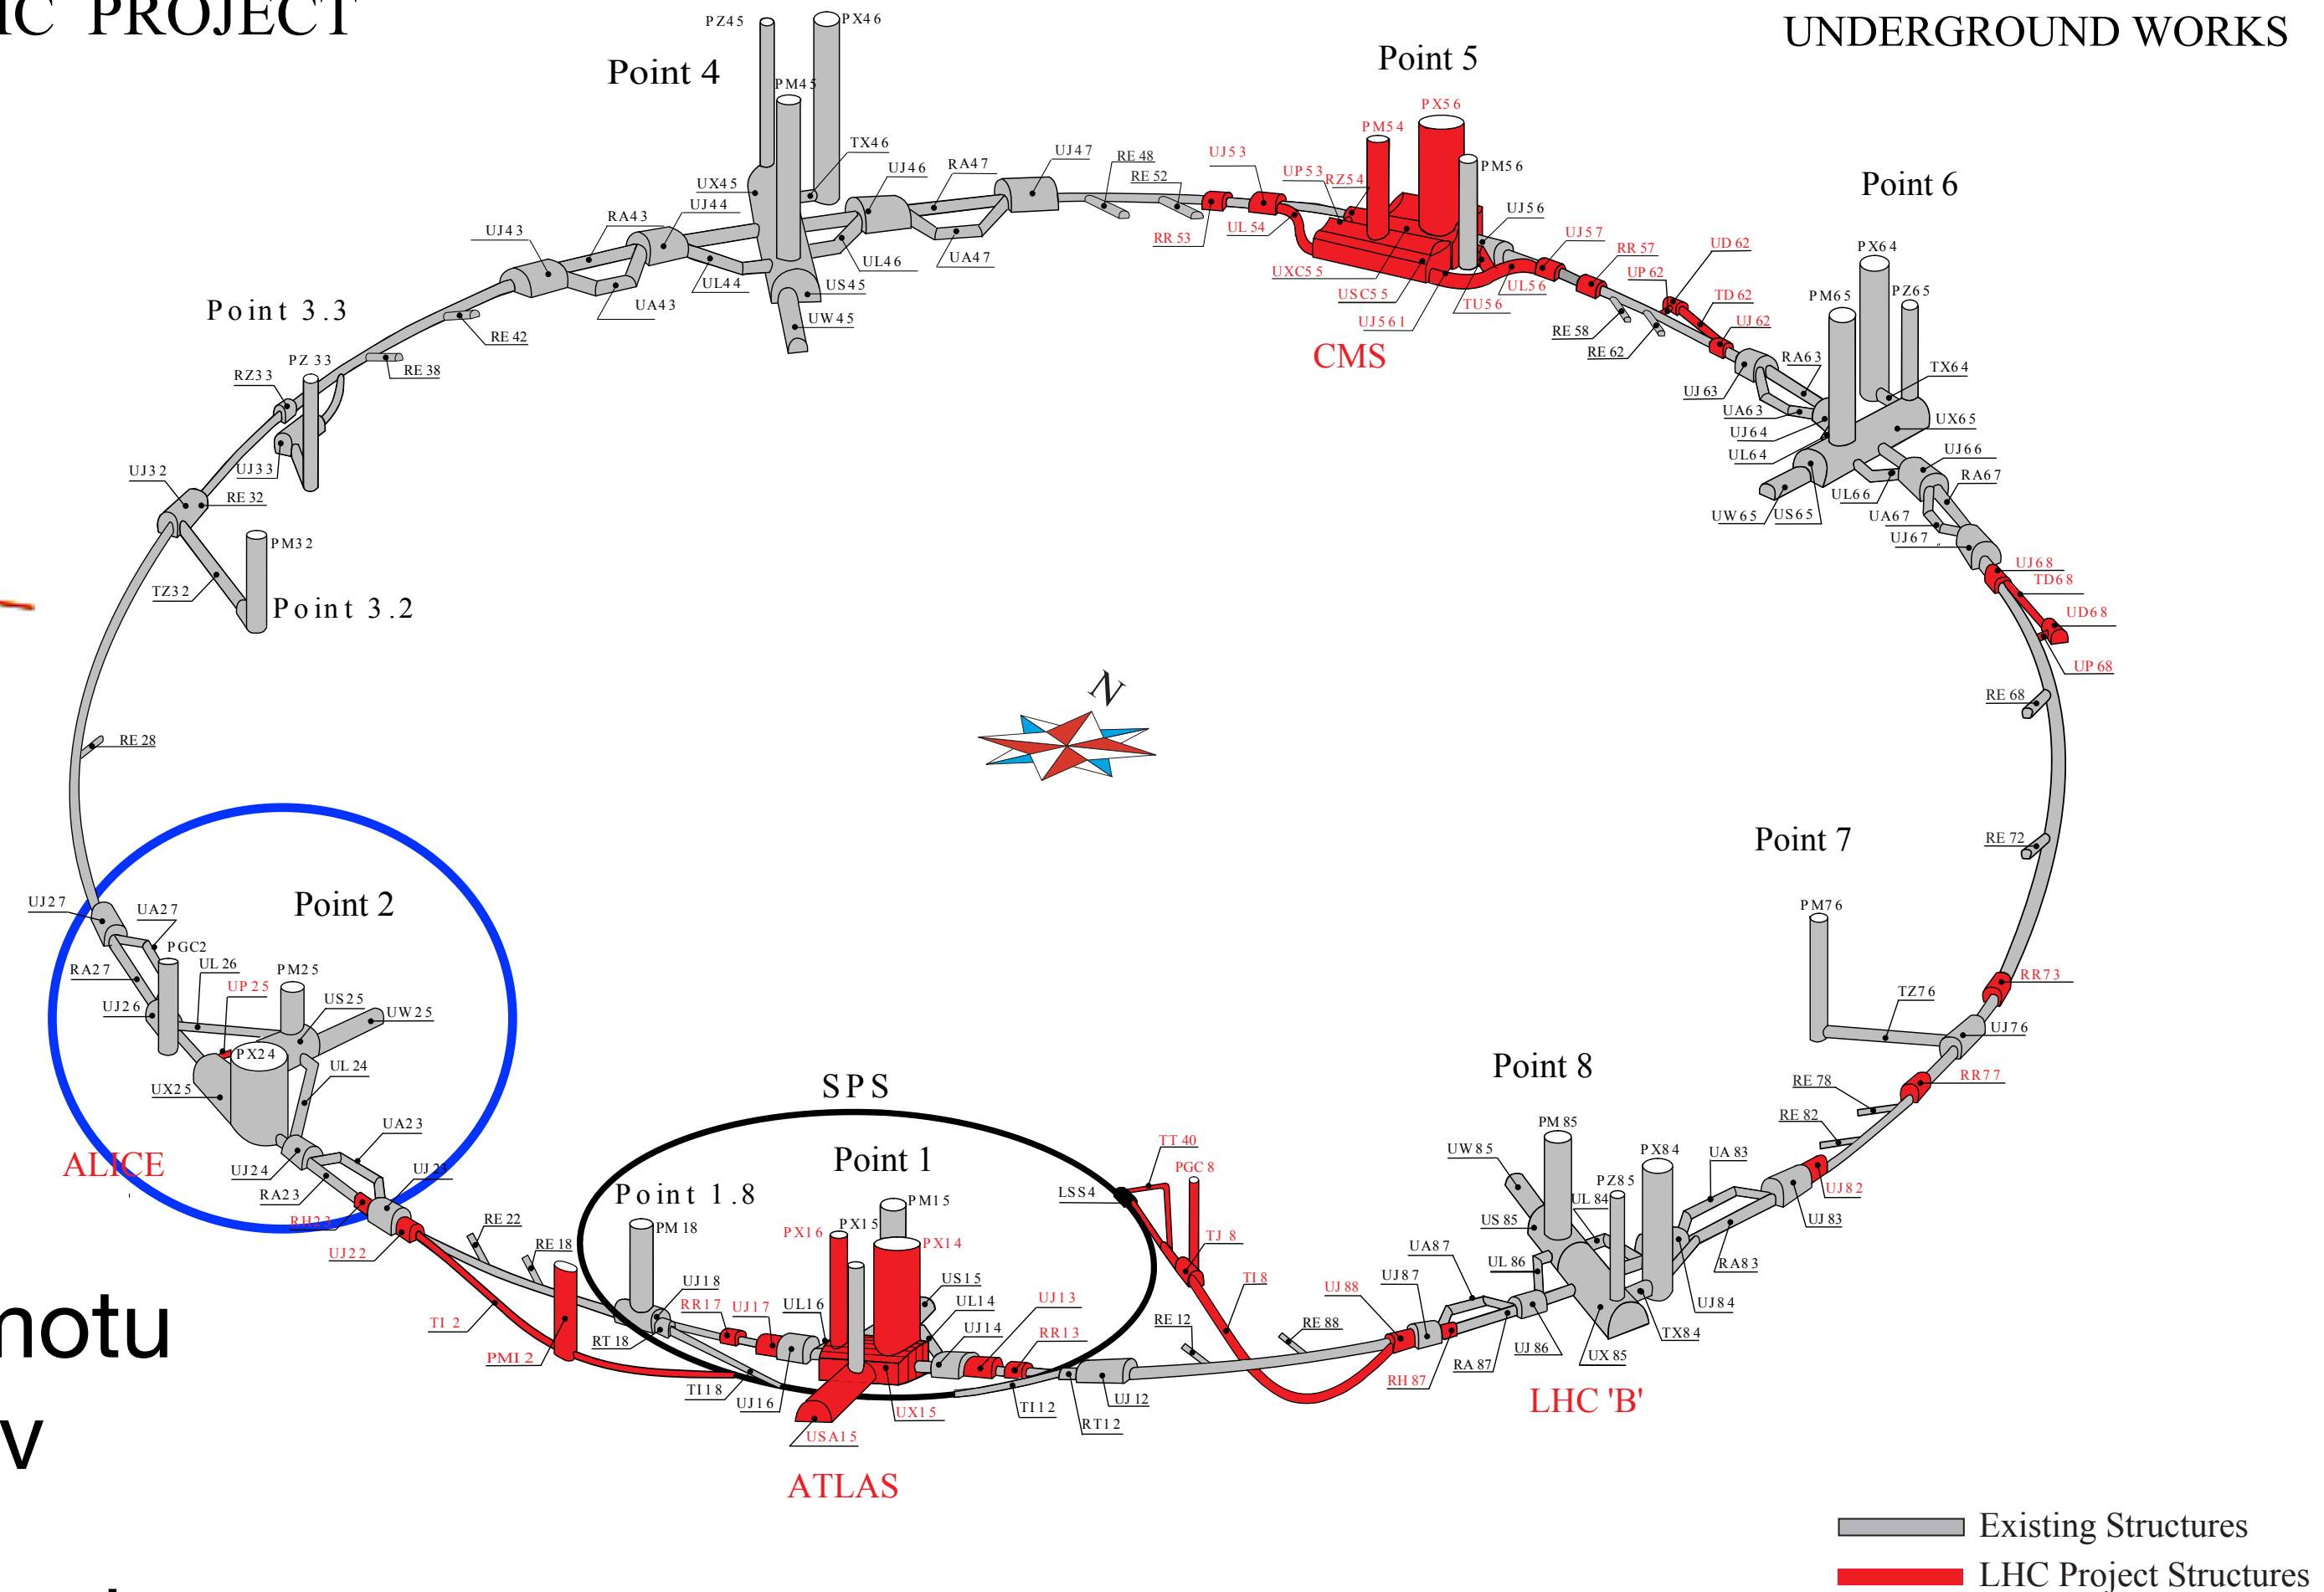 IC PROJECT
UNDERGROUND WORKS
Point 4
PZ45
PX46
PM45
TX46
UX45
UJ46
RA47
UJ47
RE 48
RE 52
UJ44
RA43
UJ43
UL44
UA43
UL46
UA47
US45
UW45
Point 5
PX56
PM54
PM56
UJ53
UP53
RZ54
RR 53
UL 54
UJ56
UJ57
RR 57
UXC55
USC55
UJ561
TU56
UL56
CMS
RE 58
RE 62
UD 62
UP 62
TD 62
UJ 62
Point 6
PX64
PM65
PZ65
RA63
TX64
UJ 63
UA63
UJ64
UL64
UX65
UJ66
RA67
UL66
UW65
US65
UA67
UJ67
UJ68
TD68
UD68
UP 68
RE 68
RE 72
Point 3.3
PZ 33
RZ33
RE 42
RE 38
UJ33
UJ32
RE 32
PM32
TZ32
Point 3.2
N
RE 28
Point 2
UJ27
UA27
PGC2
RA27
UL 26
UP 25
PM25
US25
UW25
UJ26
PX24
UL 24
UX25
UA23
ALICE
UJ24
RA23
UJ 23
RH23
UJ22
RE 22
RE 18
TI 2
PMI 2
SPS
Point 1
Point 1.8
PM 18
PM15
PX15
PX16
PX14
UJ18
RR17
UJ17
UL16
US15
UL14
UJ14
UJ13
RR13
RT 18
TI18
UJ16
UX15
USA15
TI12
RT12
UJ 12
ATLAS
LSS4
TT 40
PGC 8
TJ 8
TI 8
RE 12
RE 88
Point 7
PM76
RR73
TZ76
UJ76
RR77
RE 78
RE 82
Point 8
PM 85
UW85
PX84
UA 83
PZ85
UL 84
US 85
UJ82
UJ 83
RA83
UA87
UL 86
UJ87
UJ 88
UJ84
TX84
UX 85
UJ 86
RA 87
RH 87
LHC 'B'
notu
v
Existing Structures
LHC Project Structures